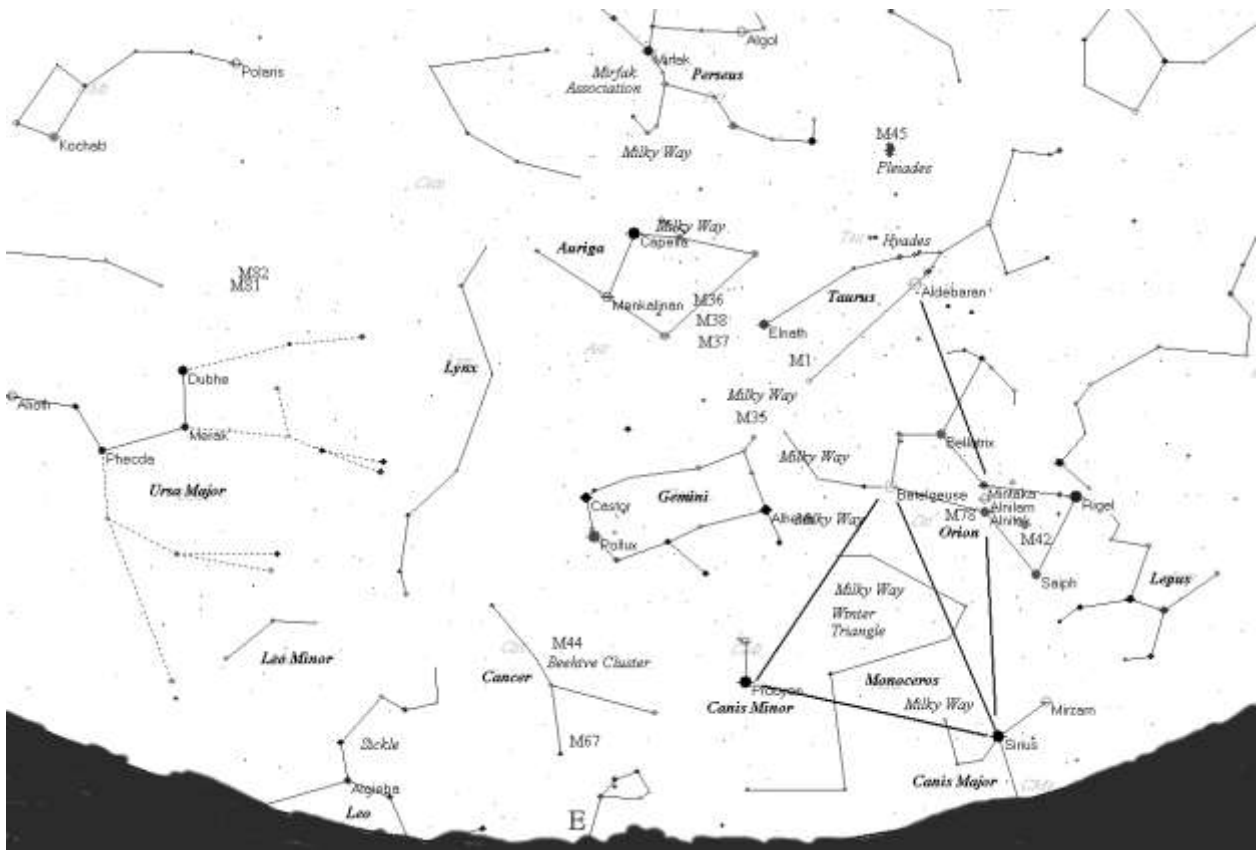 Algol
Mirfak
Polaris
Mirfak
Association
Perseus
Kochab
M45
Milky Way
Pleiades
Milky Way
Capella
Auriga
Hyades
M82
M81
Taurus
Aldebaran
Menkalinan
M36
M38
M37
Elnath
M1
Lynx
Dubhe
Milky Way
Alioth
M35
Merak
Bellatrix
Phecda
Milky Way
Ursa Major
Gemini
Castor
Betelgeuse
Mintaka
Rigel
Alnilam
M78
Alnitak
Alhena
Milky Way
Orion
Pollux
M42
Saiph
Lepus
Milky Way
Winter
Triangle
M44
Beehive Cluster
Leo Minor
Cancer
Procyon
Monoceros
Canis Minor
Milky Way
Mirzam
Sickle
M67
Sirius
Canis Major
Algieba
Leo
E